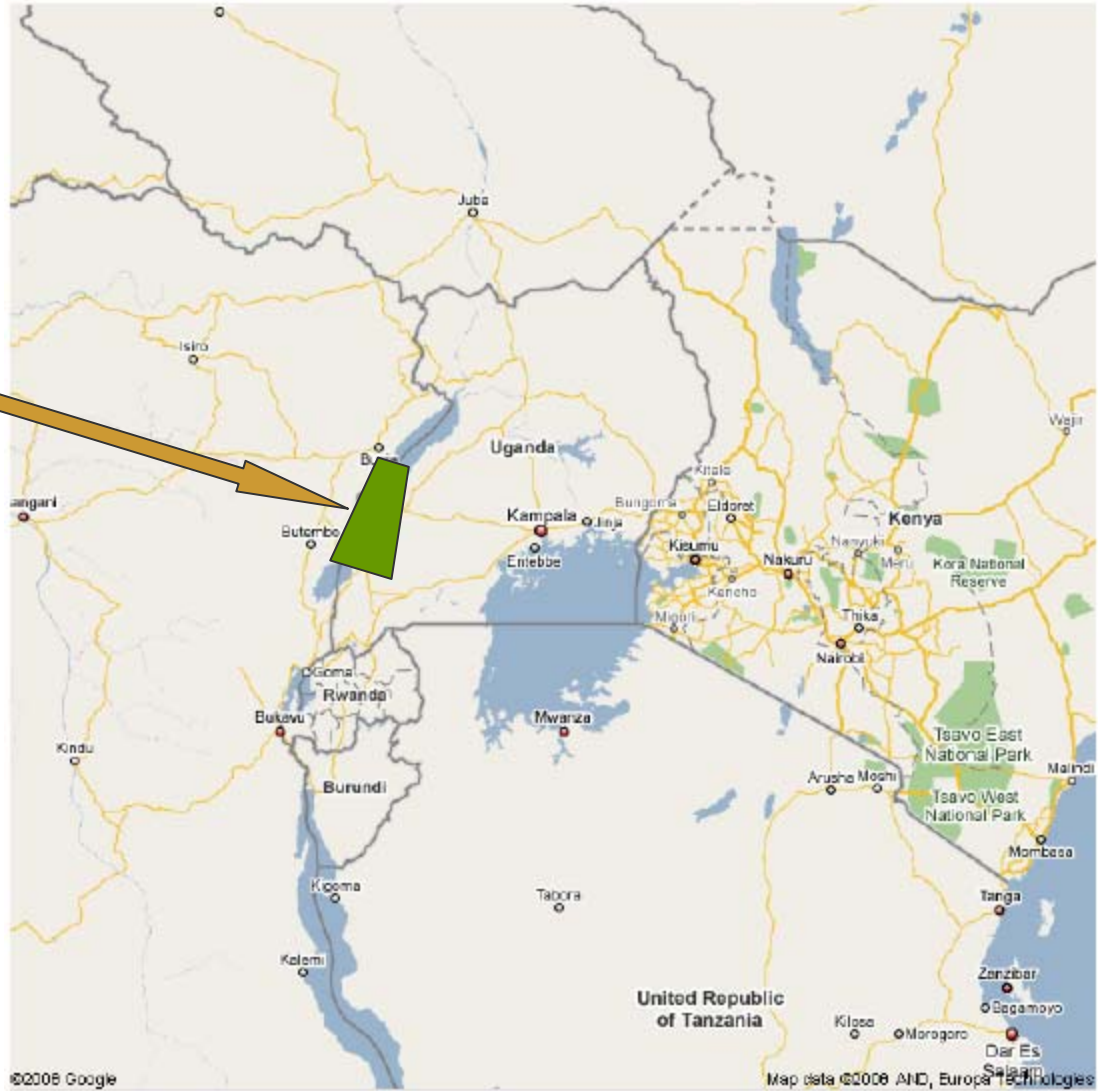 Juba
Isiro
Wajir
Uganda
Kitale
angani
Bungoma
Eldoret
Kampala
Jinja
Kenya
Butembo
Entebbe
Kisumu
Nakuru
Nanyuki
Meru
Kora National
Reserve
Kericho
Migori
Thika
Nairobi
Goma
Rwanda
Bukavu
Mwanza
Kindu
Tsavo East
National Park
Burundi
Arusha
Moshi
Malindi
Tsavo West
National Park
Mombasa
Kigoma
Tabora
Tanga
Kalemi
Zanzibar
United Republic
of Tanzania
Bagamoyo
Kilosa
Morogoro
Dar Es
Salaam
©2008 Google
Map data ©2008 AND, Europa Technologies